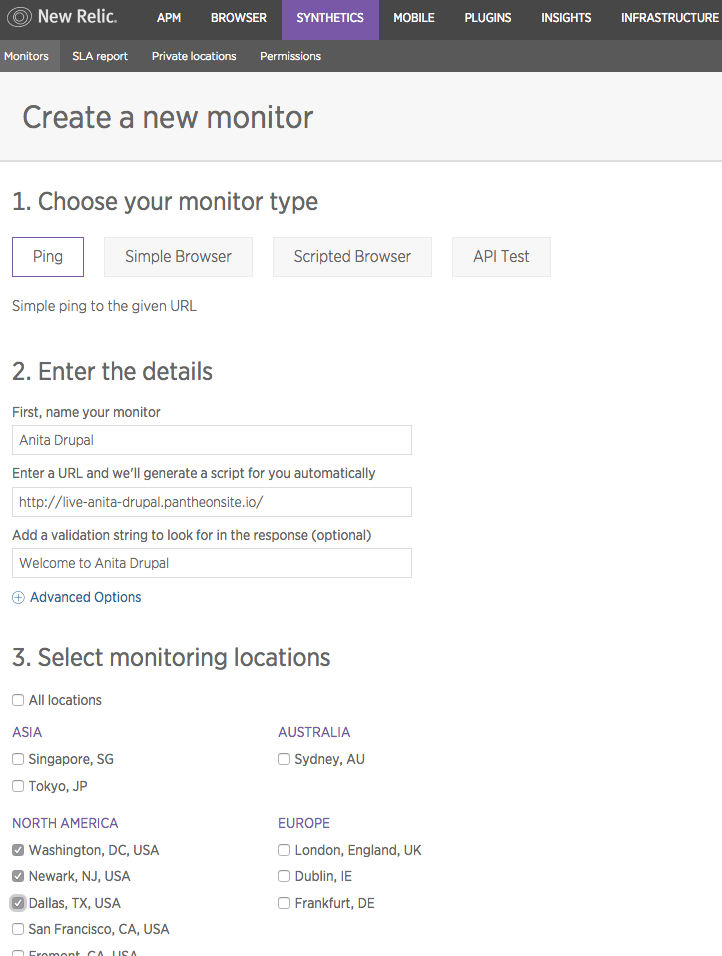 New Relic. APM BROWSER SYNTHETICS MOBILE PLUGINS INSIGHTS INFRASTRUCTURE
Monitors SLA report Private locations Permissions
Create a new monitor
1. Choose your monitor type
Ping Simple Browser Scripted Browser API Test
Simple ping to the given URL
2. Enter the details
First, name your monitor
Anita Drupal
Enter a URL and we'll generate a script for you automatically
http://live-anita-drupal.pantheonsite.io/
Add a validation string to look for in the response (optional)
Welcome to Anita Drupal
Advanced Options
3. Select monitoring locations
All locations
ASIA AUSTRALIA
Singapore, SG Sydney, AU
Tokyo, JP
NORTH AMERICA EUROPE
Washington, DC, USA London, England, UK
Newark, NJ, USA Dublin, IE
Dallas, TX, USA Frankfurt, DE
San Francisco, CA, USA
Fremont, CA, USA